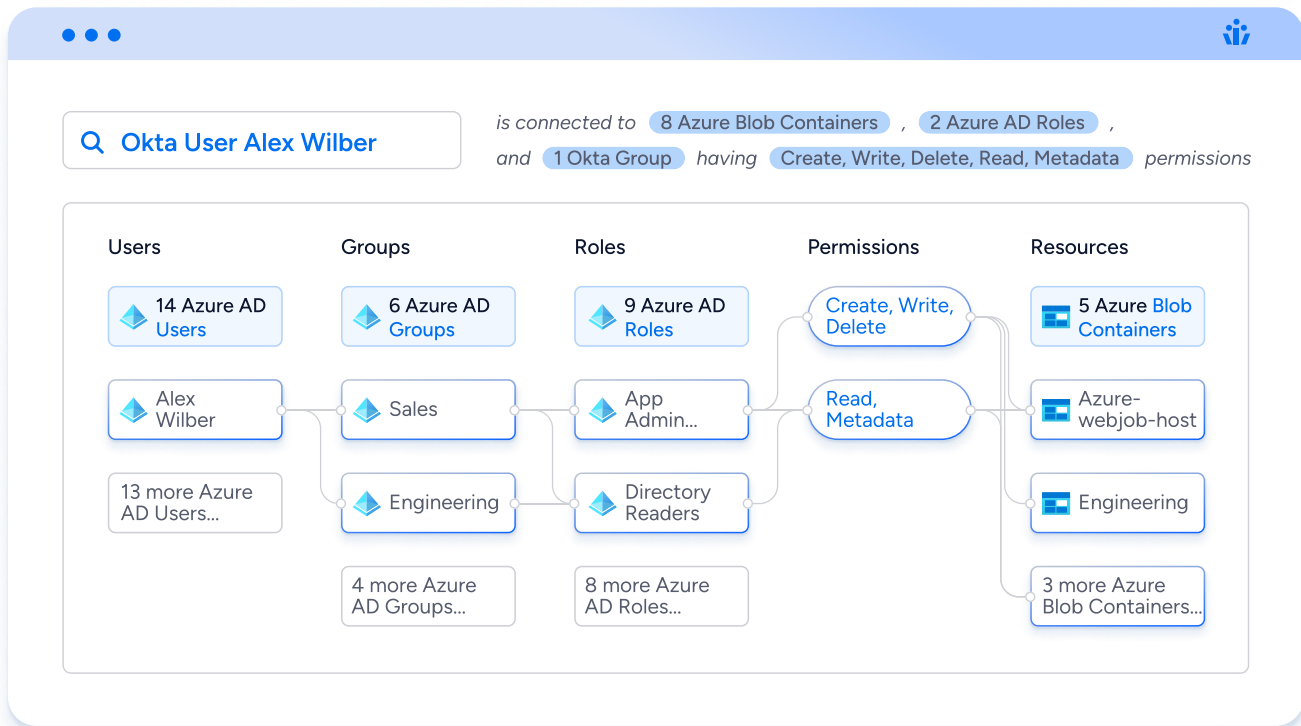 Okta User Alex Wilber
is connected to 8 Azure Blob Containers , 2 Azure AD Roles ,
and 1 Okta Group having Create, Write, Delete, Read, Metadata permissions
Users
14 Azure AD
Users
Alex
Wilber
13 more Azure
AD Users...
Groups
6 Azure AD
Groups
Sales
Engineering
4 more Azure
AD Groups...
Roles
9 Azure AD
Roles
App
Admin...
Directory
Readers
8 more Azure
AD Roles...
Permissions
Create, Write,
Delete
Read,
Metadata
Resources
5 Azure Blob
Containers
Azure-
webjob-host
Engineering
3 more Azure
Blob Containers...